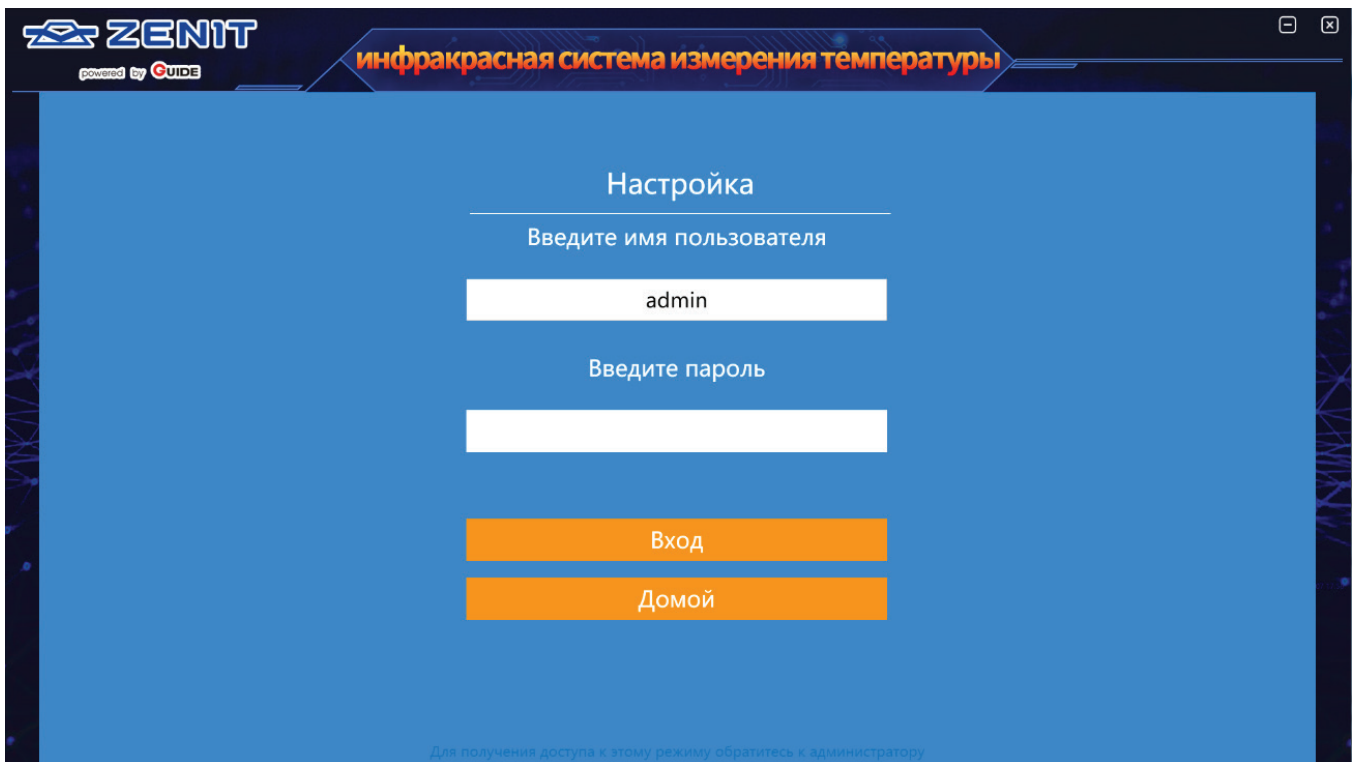 ZENIT
powered by GUIDE
инфракрасная система измерения температуры
Настройка
Введите имя пользователя
admin
Введите пароль
Вход
Домой
Для получения доступа к этому режиму обратитесь к администратору